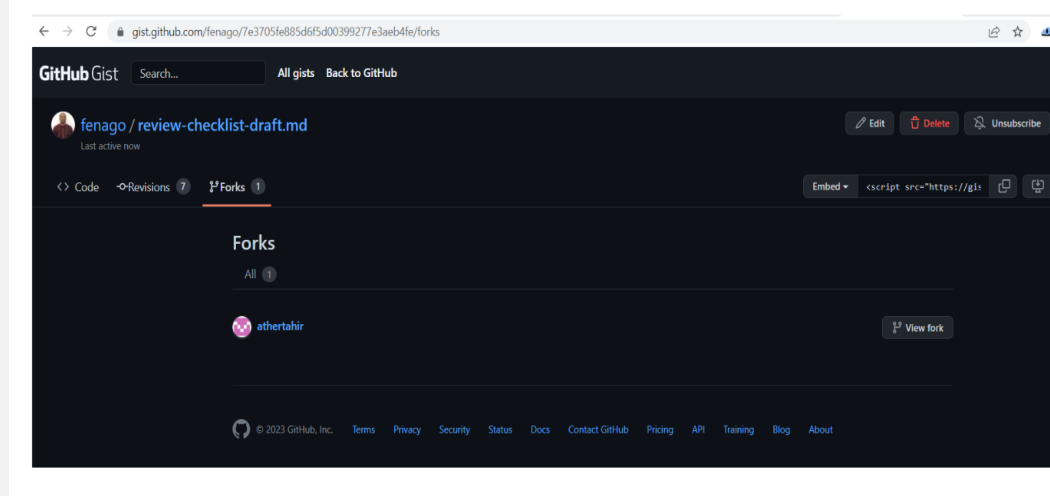 gist.github.com/fenago/7e3705fe885d6f5d00399277e3aeb4fe/forks
GitHub Gist Search... All gists Back to GitHub
fenago / review-checklist-draft.md Edit Delete Unsubscribe
Last active now
<> Code Revisions 7 Forks 1 Embed <script src="https://gis
Forks
All 1
athertahir View fork
© 2023 GitHub, Inc. Terms Privacy Security Status Docs Contact GitHub Pricing API Training Blog About